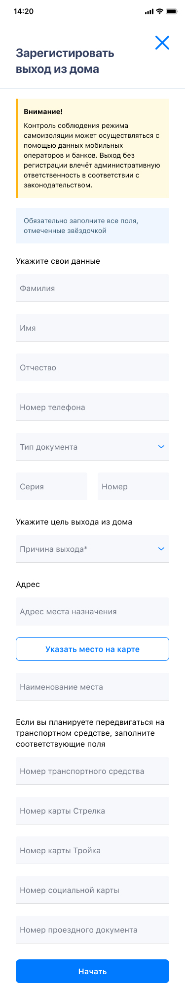 14:20
Зарегистировать
выход из дома
Внимание!
Контроль соблюдения режима
самоизоляции может осуществляться с
помощью данных мобильных
операторов и банков. Выход без
регистрации влечёт административную
ответственность в соответствии с
законодательством.
Обязательно заполните все поля,
отмеченные звёздочкой
Укажите свои данные
Фамилия
Имя
Отчество
Номер телефона
Тип документа
Серия Номер
Укажите цель выхода из дома
Причина выхода*
Адрес
Адрес места назначения
Указать место на карте
Наименование места
Если вы планируете передвигаться на
транспортном средстве, заполните
соответствующие поля
Номер транспортного средства
Номер карты Стрелка
Номер карты Тройка
Номер социальной карты
Номер проездного документа
Начать